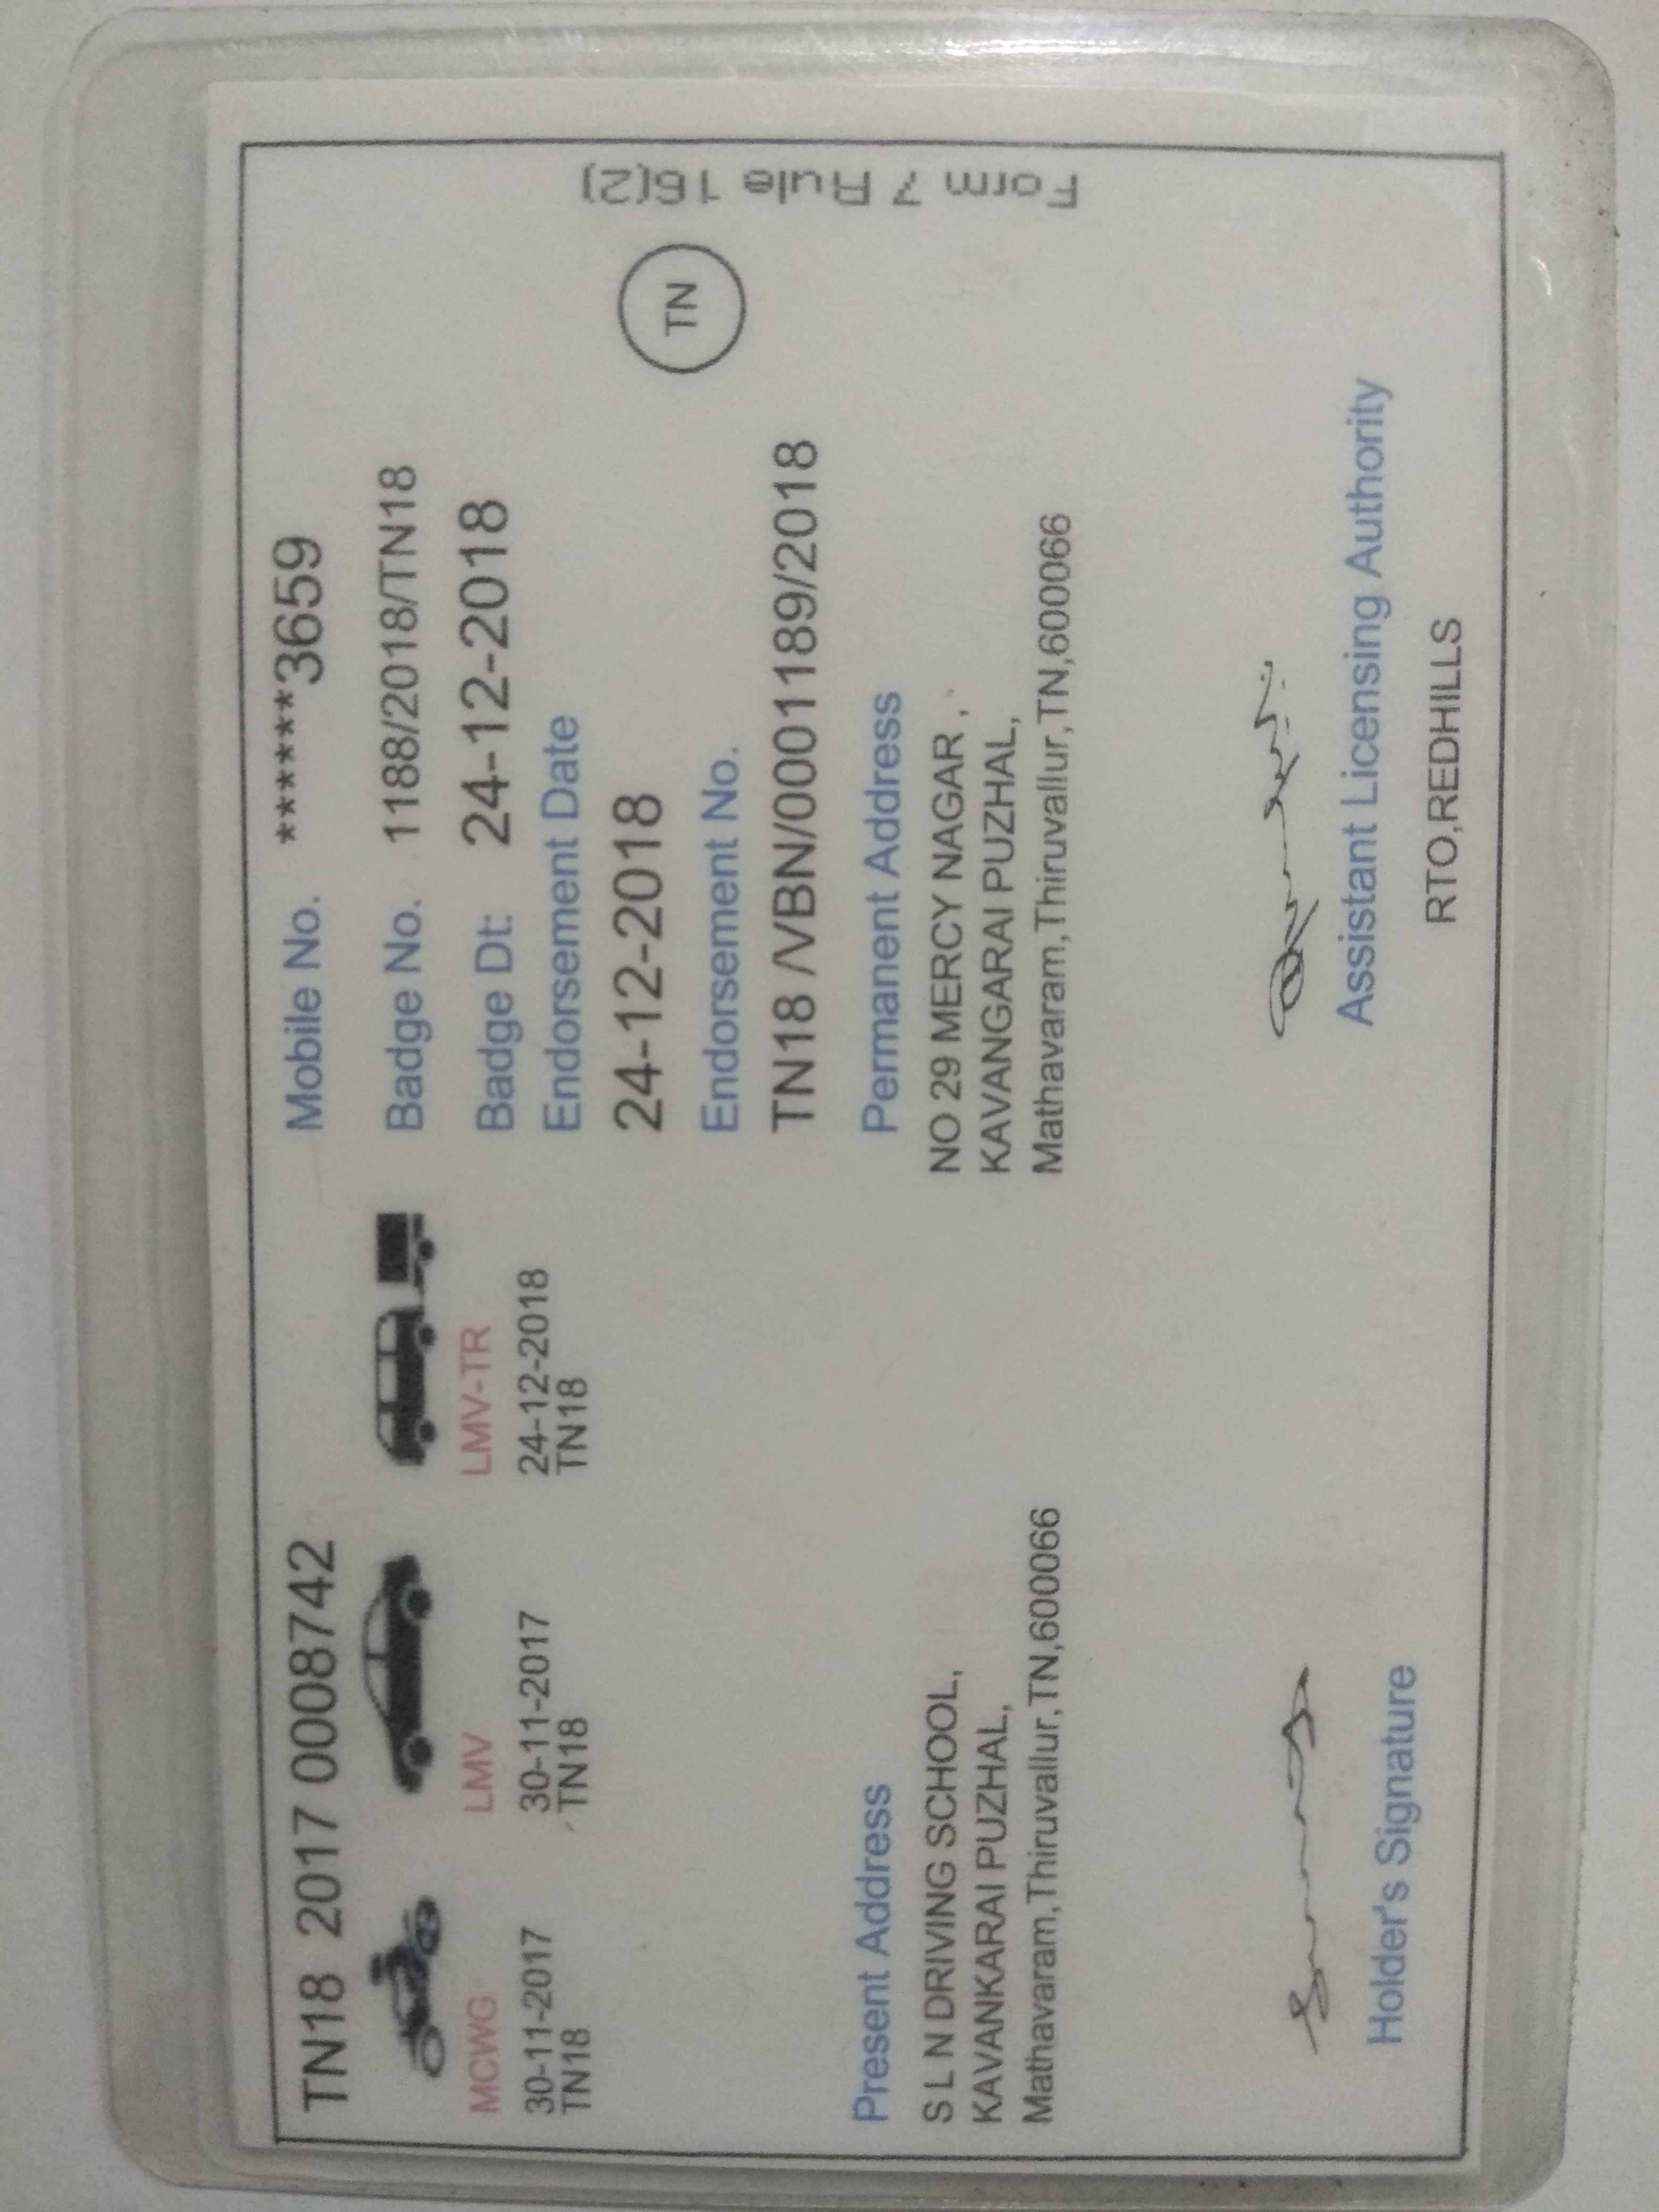 TN18 2017 0008742
MCWG
30-11-2017
TN18
LMV
30-11-2017
TN18
LMV-TR
24-12-2018
TN18
Mobile No. ******3659
Badge No. 1188/2018/TN18
Badge Dt: 24-12-2018
Endorsement Date
24-12-2018
Endorsement No.
TN18 /VBN/0001189/2018
TN
Form 7 Rule 16(2)
Present Address
S L N DRIVING SCHOOL,
KAVANKARAI PUZHAL,
Mathavaram,Thiruvallur,TN,600066
Permanent Address
NO 29 MERCY NAGAR ,
KAVANGARAI PUZHAL,
Mathavaram,Thiruvallur,TN,600066
Holder's Signature
Assistant Licensing Authority
RTO,REDHILLS